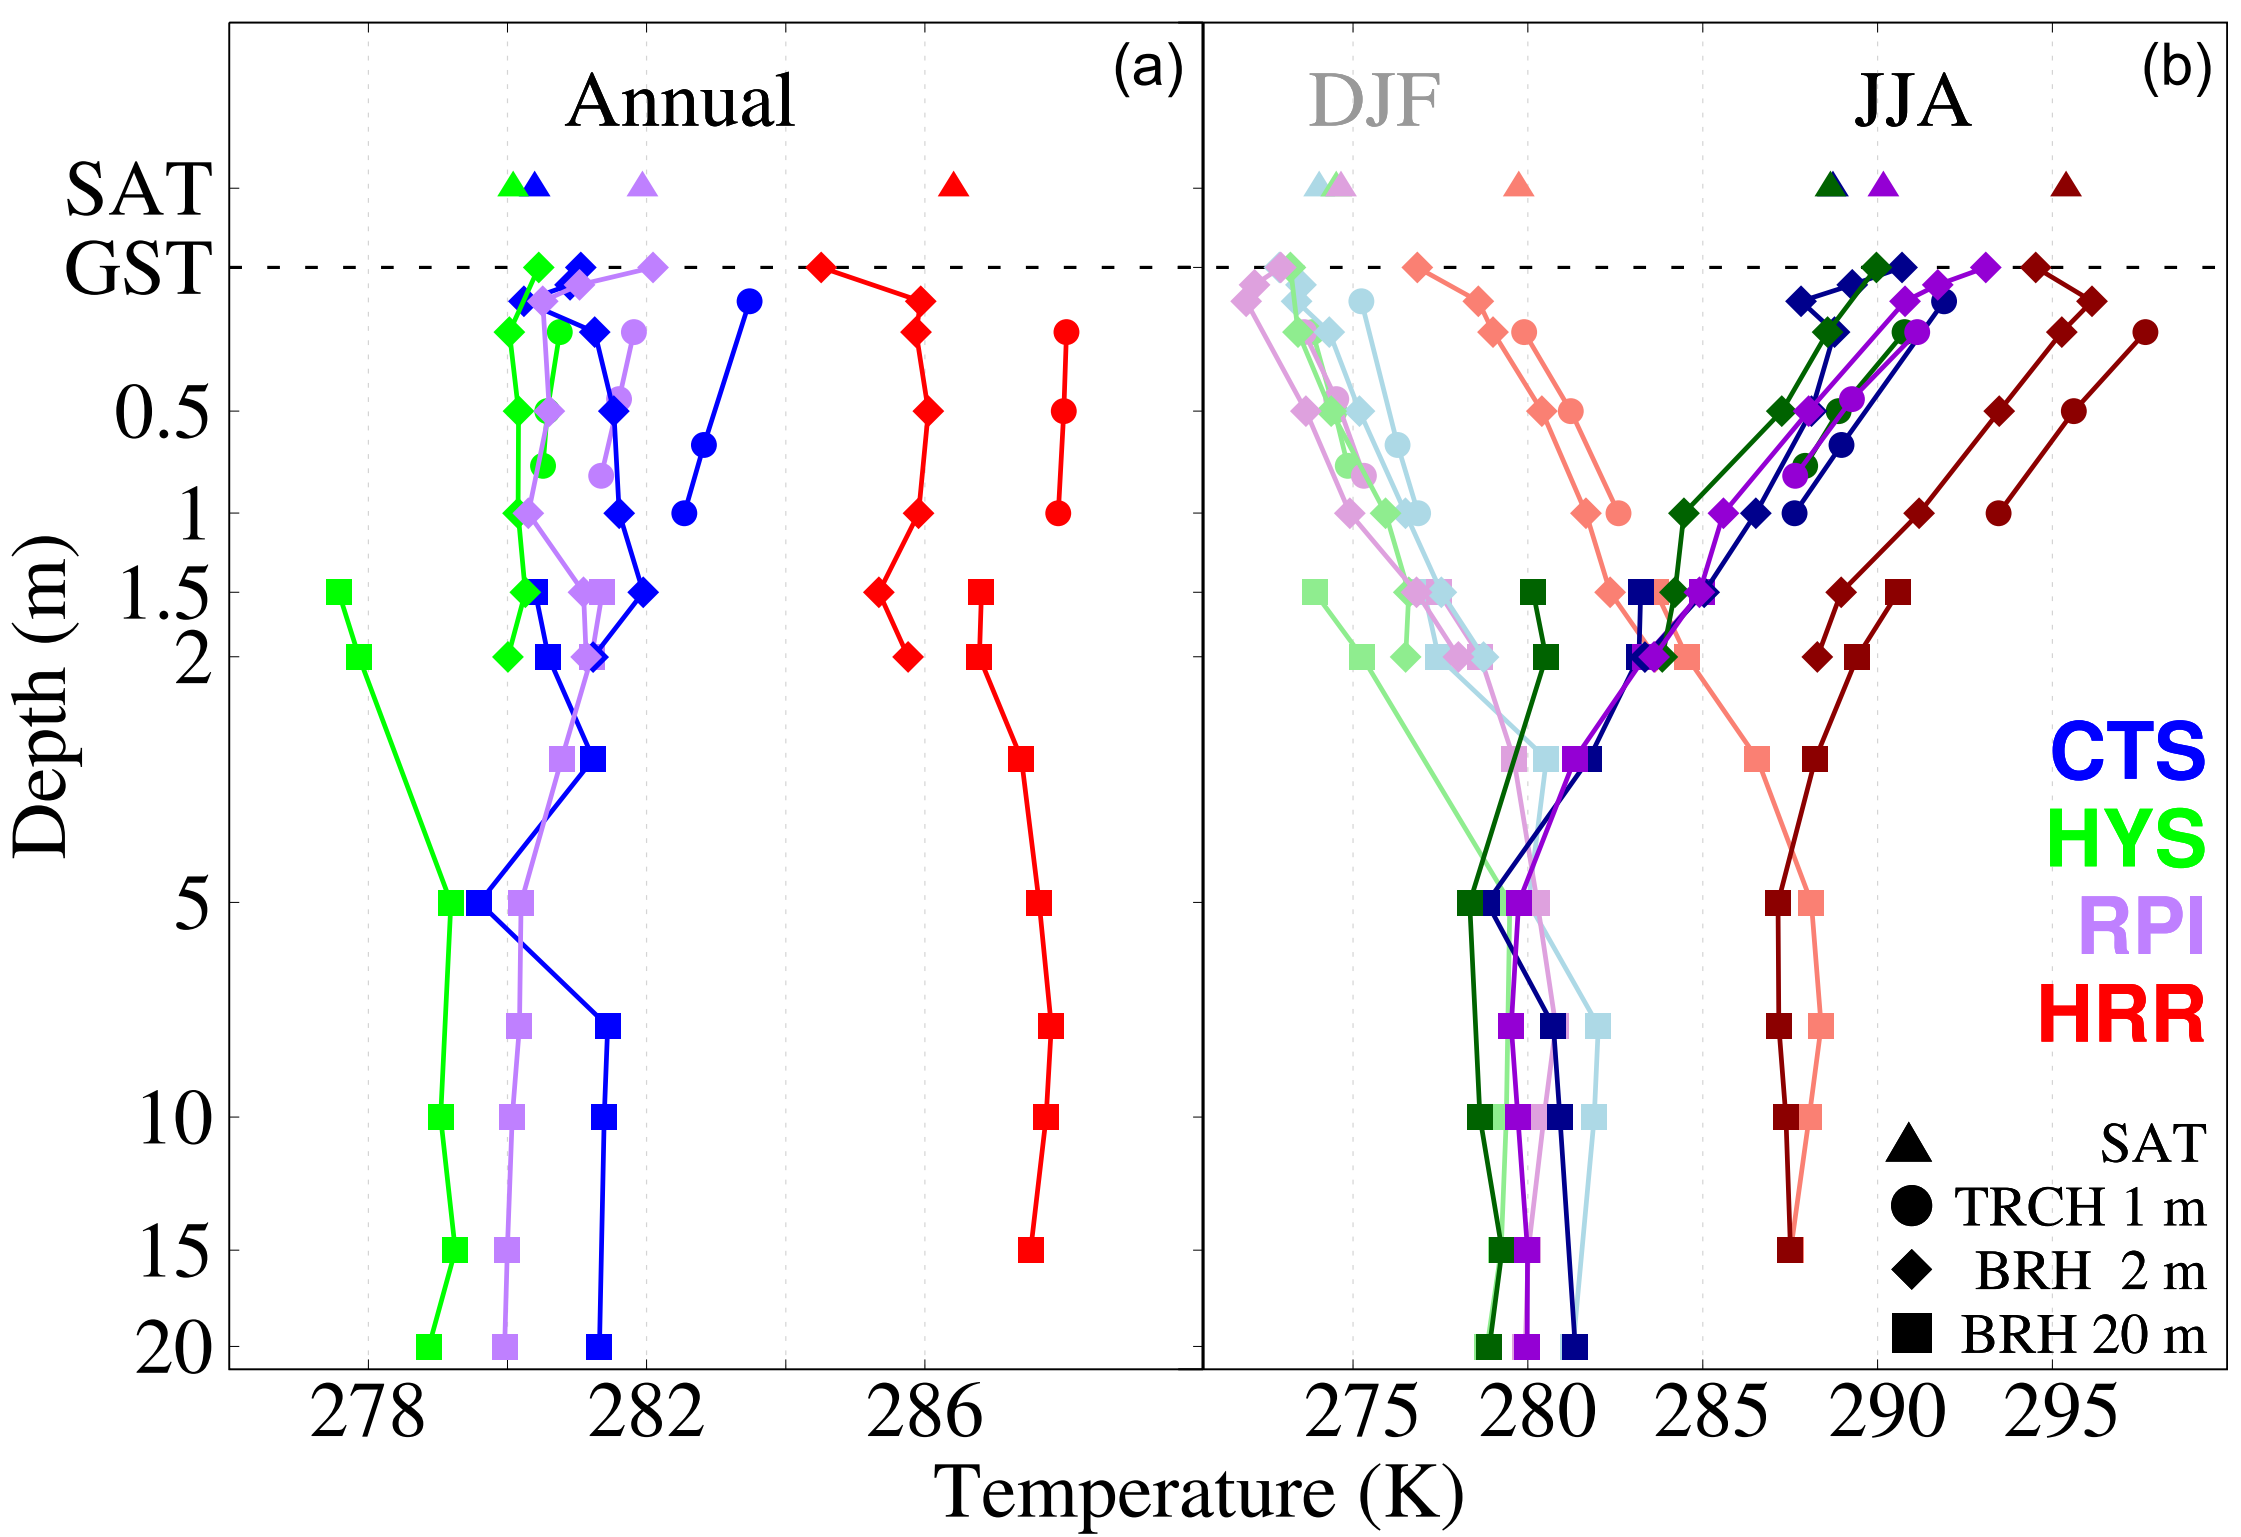 (a)
(b)
Annual
DJF
JJA
SAT
GST
0.5
1
1.5
2
5
10
15
20
Depth (m)
CTS
HYS
RPI
HRR
SAT
TRCH 1 m
BRH 2 m
BRH 20 m
278
282
286
275
280
285
290
295
Temperature (K)